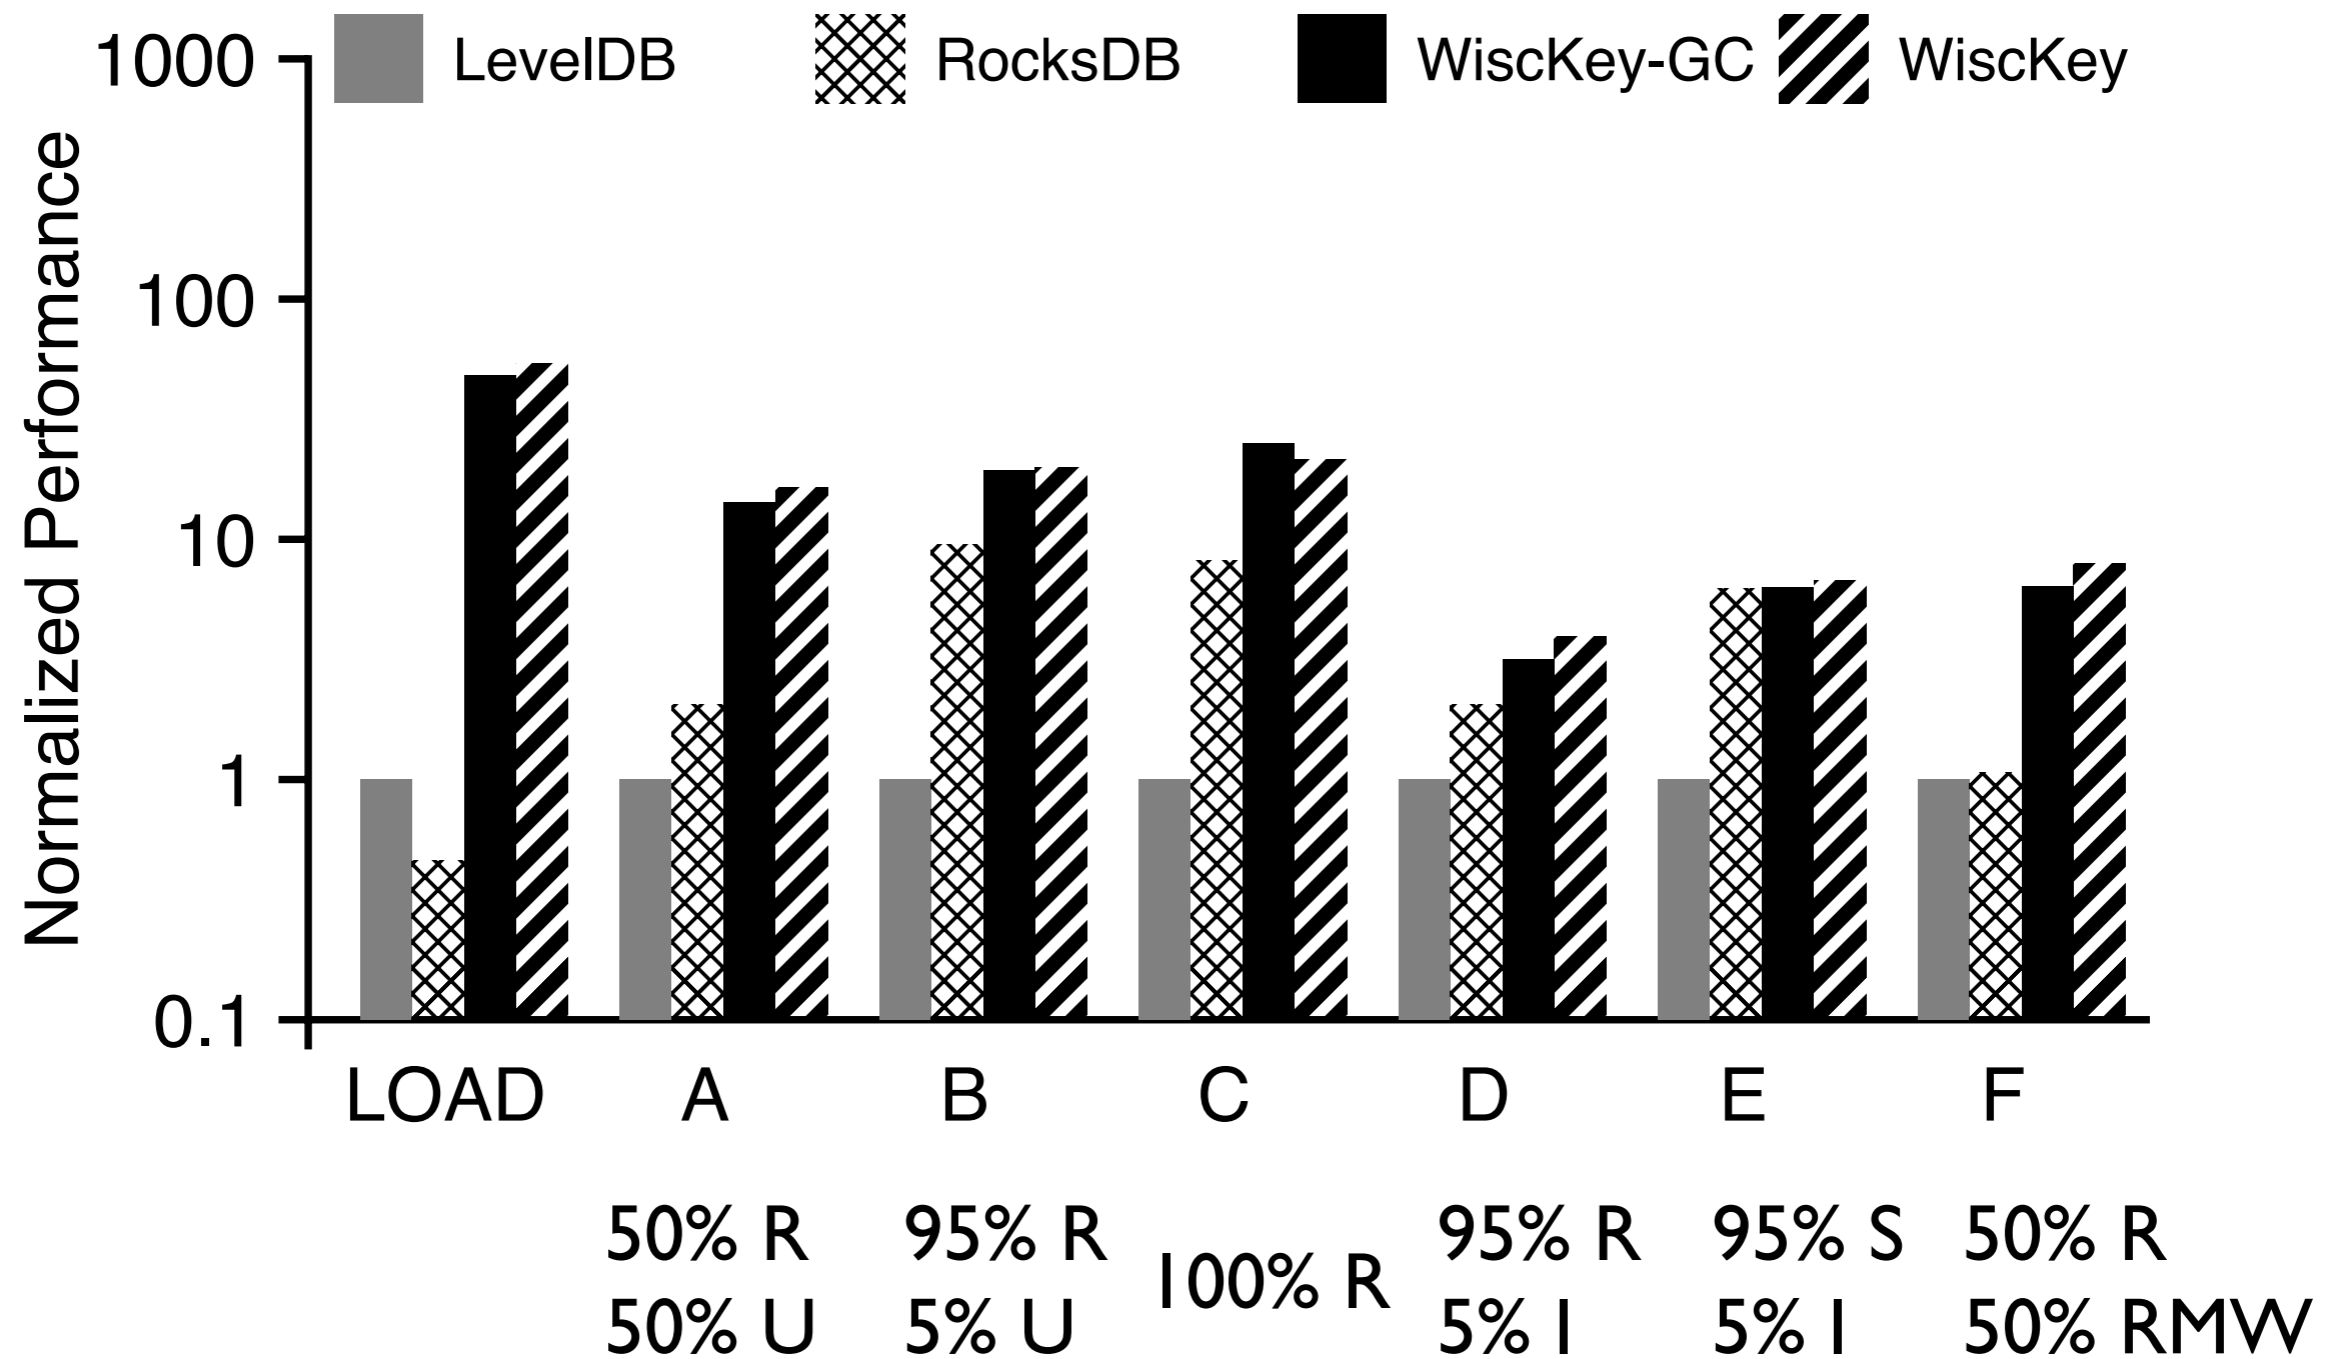 LevelDB RocksDB WiscKey-GC WiscKey
Normalized Performance
1000
100
10
1
0.1
LOAD A B C D E F
50% R 95% R 100% R 95% R 95% S 50% R
50% U 5% U 5% I 5% I 50% RMW